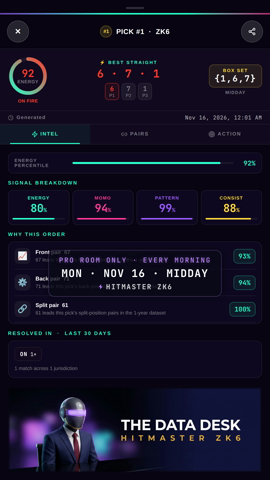 #1 PICK #1 · ZK6
92
ENERGY
ON FIRE
⚡ BEST STRAIGHT
6 · 7 · 1
6 P1
7 P2
1 P3
BOX SET
{1,6,7}
MIDDAY
Generated
Nov 16, 2026, 12:01 AM
INTEL
PAIRS
ACTION
ENERGY PERCENTILE
92%
SIGNAL BREAKDOWN
ENERGY
80%
MOMO
94%
PATTERN
99%
CONSIST
88%
WHY THIS ORDER
Front pair 67
93%
PRO ROOM ONLY · EVERY MORNING
MON · NOV 16 · MIDDAY
⚡HITMASTER ZK6
Back
94%
Split pair 61
61 leads this pick's split-position pairs in the 1-year dataset
100%
RESOLVED IN · LAST 30 DAYS
ON 1×
1 match across 1 jurisdiction
THE DATA DESK
HITMASTER ZK6